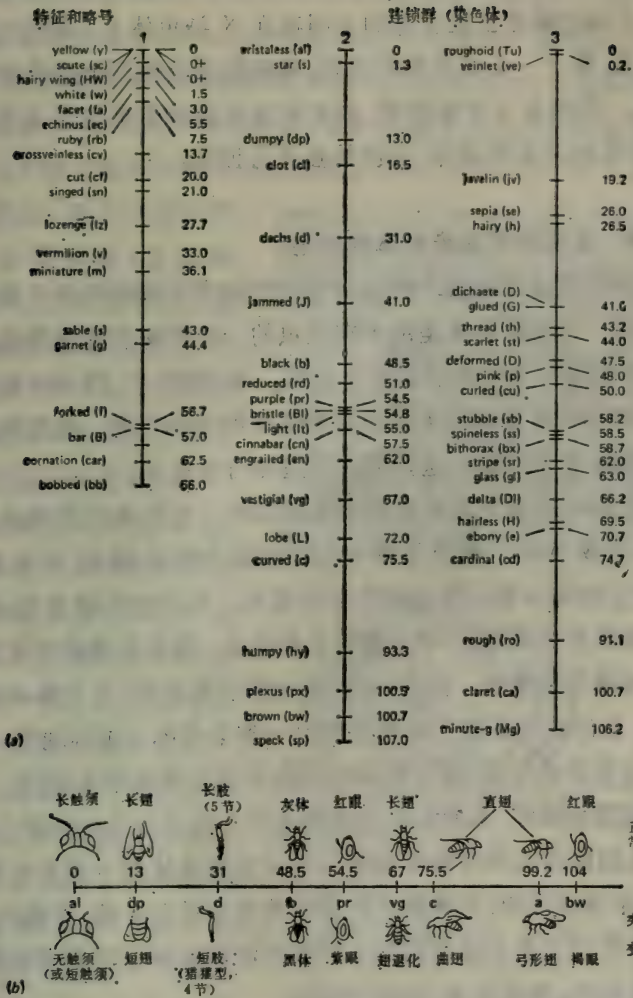 特征和略号
连锁群（染色体）
1
yellow (y) 0
scute (sc) 0+
hairy wing (HW) 0+
white (w) 1.5
facet (fa) 3.0
echinus (ec) 5.5
ruby (rb) 7.5
crossveinless (cv) 13.7
cut (cf) 20.0
singed (sn) 21.0
lozenge (lz) 27.7
vermilion (v) 33.0
miniature (m) 36.1
sable (s) 43.0
garnet (g) 44.4
forked (f) 56.7
bar (B) 57.0
cornation (car) 62.5
bobbed (bb) 66.0
2
aristaless (al) 0
star (s) 1.3
dumpy (dp) 13.0
clot (cl) 16.5
dachs (d) 31.0
jammed (J) 41.0
black (b) 48.5
reduced (rd) 51.0
purple (pr) 54.5
bristle (Bl) 54.8
light (lt) 55.0
cinnabar (cn) 57.5
engrailed (en) 62.0
vestigial (vg) 67.0
lobe (L) 72.0
curved (c) 75.5
humpy (hy) 93.3
plexus (px) 100.5
brown (bw) 100.7
speck (sp) 107.0
3
roughoid (Tu) 0
veinlet (ve) 0.2
javelin (jv) 19.2
sepia (se) 26.0
hairy (h) 26.5
dichaete (D)
glued (G) 41.0
thread (th) 43.2
scarlet (st) 44.0
deformed (D) 47.5
pink (p) 48.0
curled (cu) 50.0
stubble (sb) 58.2
spineless (ss) 58.5
bithorax (bx) 58.7
stripe (sr) 62.0
glass (gl) 63.0
delta (Dl) 66.2
hairless (H) 69.5
ebony (e) 70.7
cardinal (cd) 74.7
rough (ro) 91.1
claret (ca) 100.7
minute-g (Mg) 106.2
(a)
长触须 长翅 长肢 灰体 红眼 长翅 直翅 红眼
（5节）
0 13 31 48.5 54.5 67 75.5 99.2 104
al dp d b pr vg c a bw
无触须 短翅 短肢 黑体 紫眼 翅退化 曲翅 弓形翅 褐眼
（或短触须） （猎獾型，
4节）
(b)